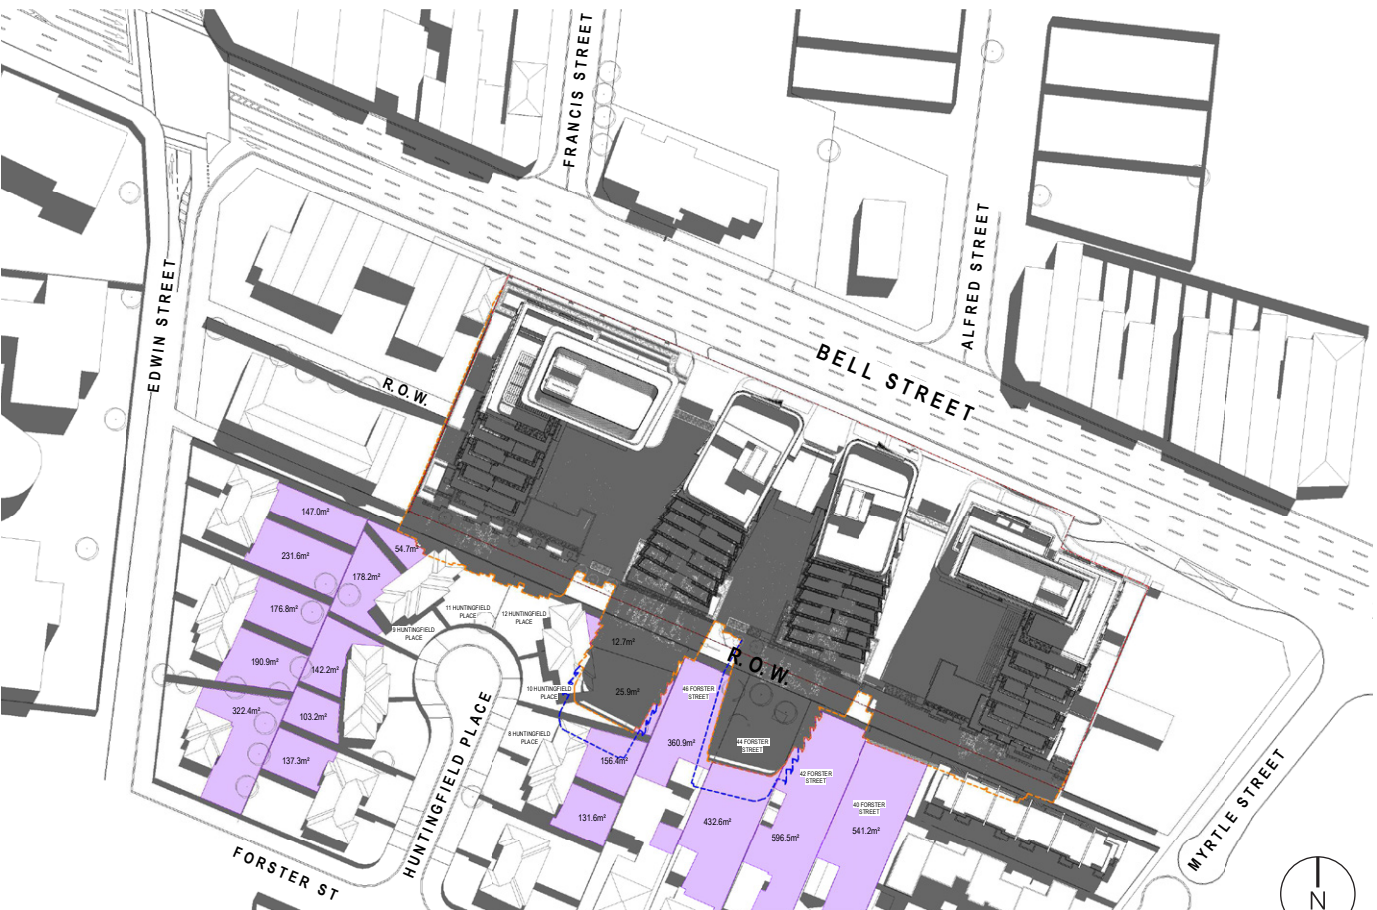 FRANCIS STREET
ALFRED STREET
EDWIN STREET
BELL STREET
R.O.W.
147.0m²
54.7m²
231.6m²
178.2m²
176.8m²
11 HUNTINGFIELD
PLACE
12 HUNTINGFIELD
PLACE
9 HUNTINGFIELD
PLACE
12.7m²
R.O.W.
190.9m²
142.2m²
10 HUNTINGFIELD
PLACE
25.9m²
46 FORSTER
STREET
322.4m²
103.2m²
8 HUNTINGFIELD
PLACE
360.9m²
44 FORSTER
STREET
137.3m²
156.4m²
42 FORSTER
STREET
HUNTINGFIELD PLACE
131.6m²
432.6m²
40 FORSTER
STREET
596.5m²
541.2m²
MYRTLE STREET
FORSTER ST
N